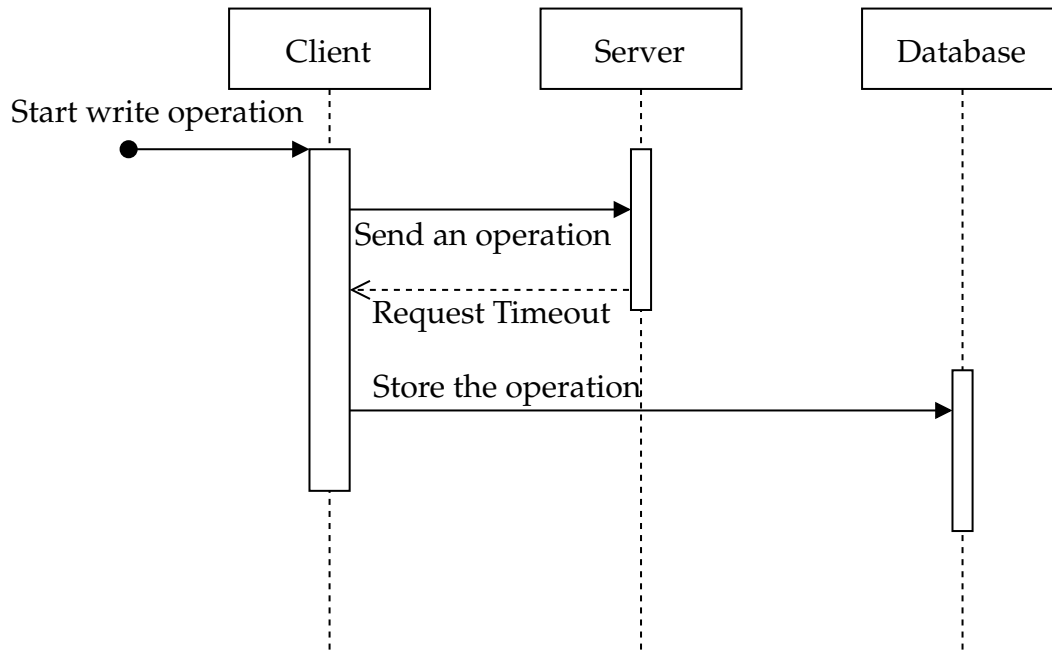 Client
Server
Database
Start write operation
Send an operation
Request Timeout
Store the operation